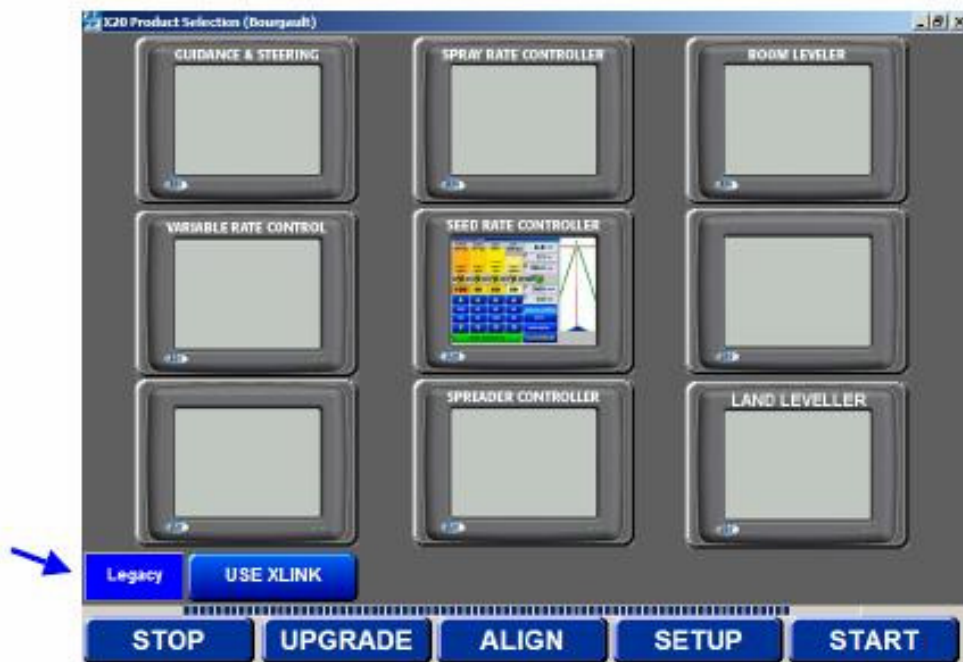 X20 Product Selection (Bourgault)
GUIDANCE & STEERING
SPRAY RATE CONTROLLER
BOOM LEVELER
VARIABLE RATE CONTROL
SEED RATE CONTROLLER
SPREADER CONTROLLER
LAND LEVELLER
Legacy
USE XLINK
STOP
UPGRADE
ALIGN
SETUP
START